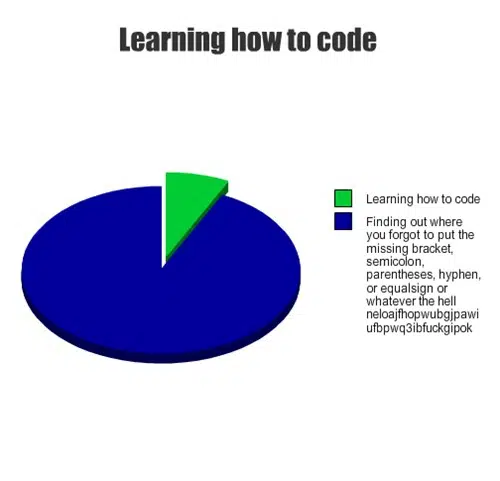 Learning how to code
Learning how to code
Finding out where
you forgot to put the
missing bracket,
semicolon,
parentheses, hyphen,
or equalsign or
whatever the hell
neloajfhopwubgjpawi
ufbpwq3ibfuckgipok